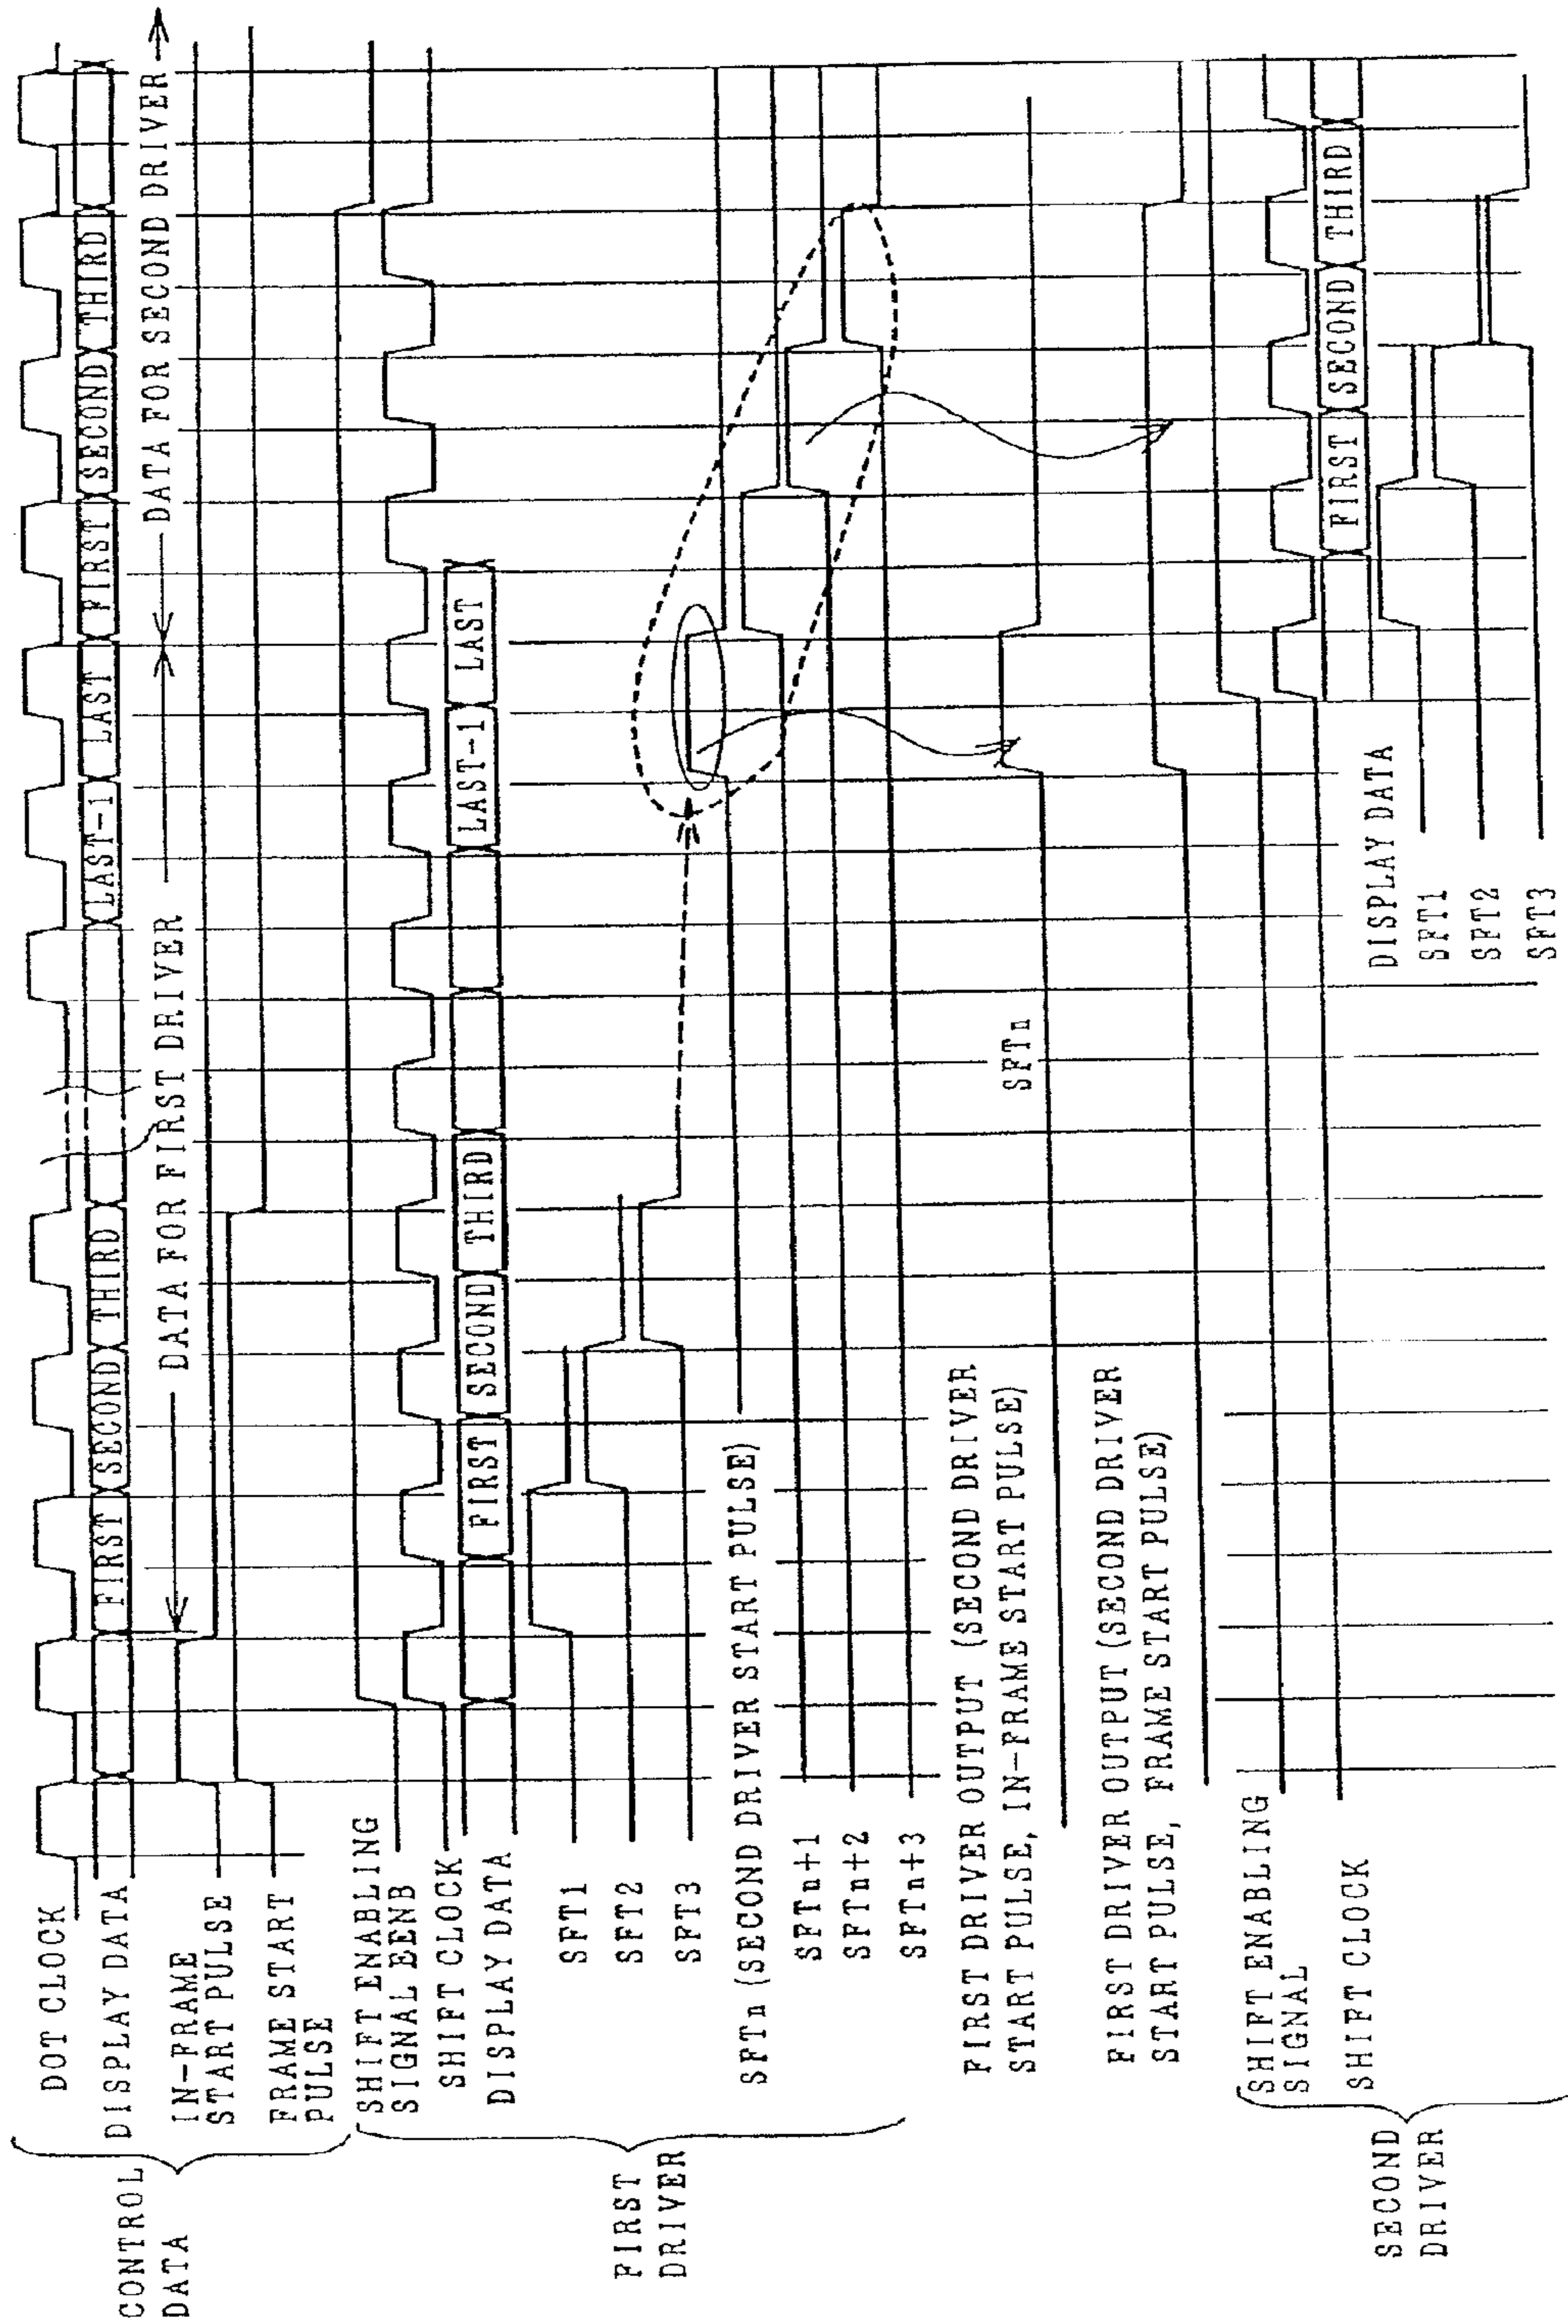 CONTROL
DATA
DOT CLOCK
DISPLAY DATA
IN-FRAME
START PULSE
FRAME START
PULSE
FIRST
SECOND
THIRD
LAST-1
LAST
FIRST
SECOND
THIRD
DATA FOR FIRST DRIVER
DATA FOR SECOND DRIVER
FIRST
DRIVER
SHIFT ENABLING
SIGNAL EENB
SHIFT CLOCK
DISPLAY DATA
FIRST
SECOND
THIRD
LAST-1
LAST
SFT1
SFT2
SFT3
SFTn (SECOND DRIVER START PULSE)
SFTn+1
SFTn+2
SFTn+3
FIRST DRIVER OUTPUT (SECOND DRIVER
START PULSE, IN-FRAME START PULSE)
SFTn
FIRST DRIVER OUTPUT (SECOND DRIVER
START PULSE, FRAME START PULSE)
SECOND
DRIVER
SHIFT ENABLING
SIGNAL
SHIFT CLOCK
DISPLAY DATA
FIRST
SECOND
THIRD
SFT1
SFT2
SFT3